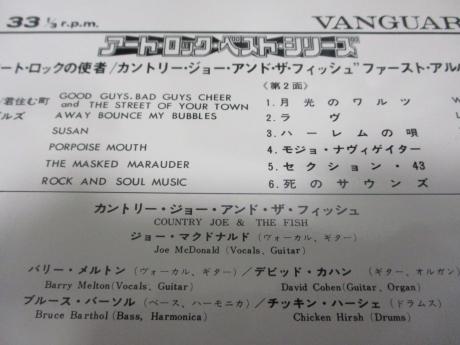 33 1/3 r.p.m. VANGUAR
アート・ロック・ベスト・シリーズ
ート・ロックの使者/カントリー・ジョー・アンド・ザ・フィッシュ"ファースト・アル
/君住む町 GOOD GUYS. BAD GUYS CHEER and THE STREET OF YOUR TOWN
ブルズ AWAY BOUNCE MY BUBBLES
SUSAN
PORPOISE MOUTH
THE MASKED MARAUDER
ROCK AND SOUL MUSIC
〈第2面〉
1. 月光のワルツ
2. ラヴ
3. ハーレムの唄
4. モジョ・ナヴィゲイター
5. セクション・43
6. 死のサウンズ
カントリー・ジョー・アンド・ザ・フィッシュ
COUNTRY JOE & THE FISH
ジョー・マクドナルド (ヴォーカル、ギター)
Joe McDonald (Vocals, Guitar)
バリー・メルトン (ヴォーカル、ギター) / デビッド・カハン (ギター、オルガン)
Barry Melton (Vocals, Guitar) David Cohen (Guitar, Organ)
ブルース・バーソル (ベース、ハーモニカ) / チッキン・ハーシェ (ドラムス)
Bruce Barthol (Bass, Harmonica) Chicken Hirsh (Drums)